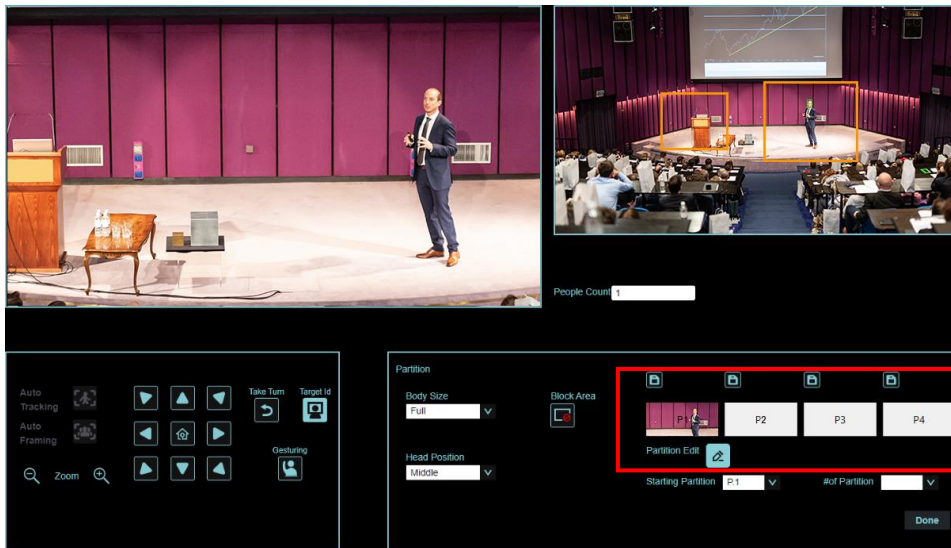 People Count 1
Partition
Auto Tracking
Auto Framing
Zoom
Take Turn
Target Id
Gesturing
Body Size
Full
Head Position
Middle
Block Area
P1
P2
P3
P4
Partition Edit
Starting Partition P.1
#of Partition
Done